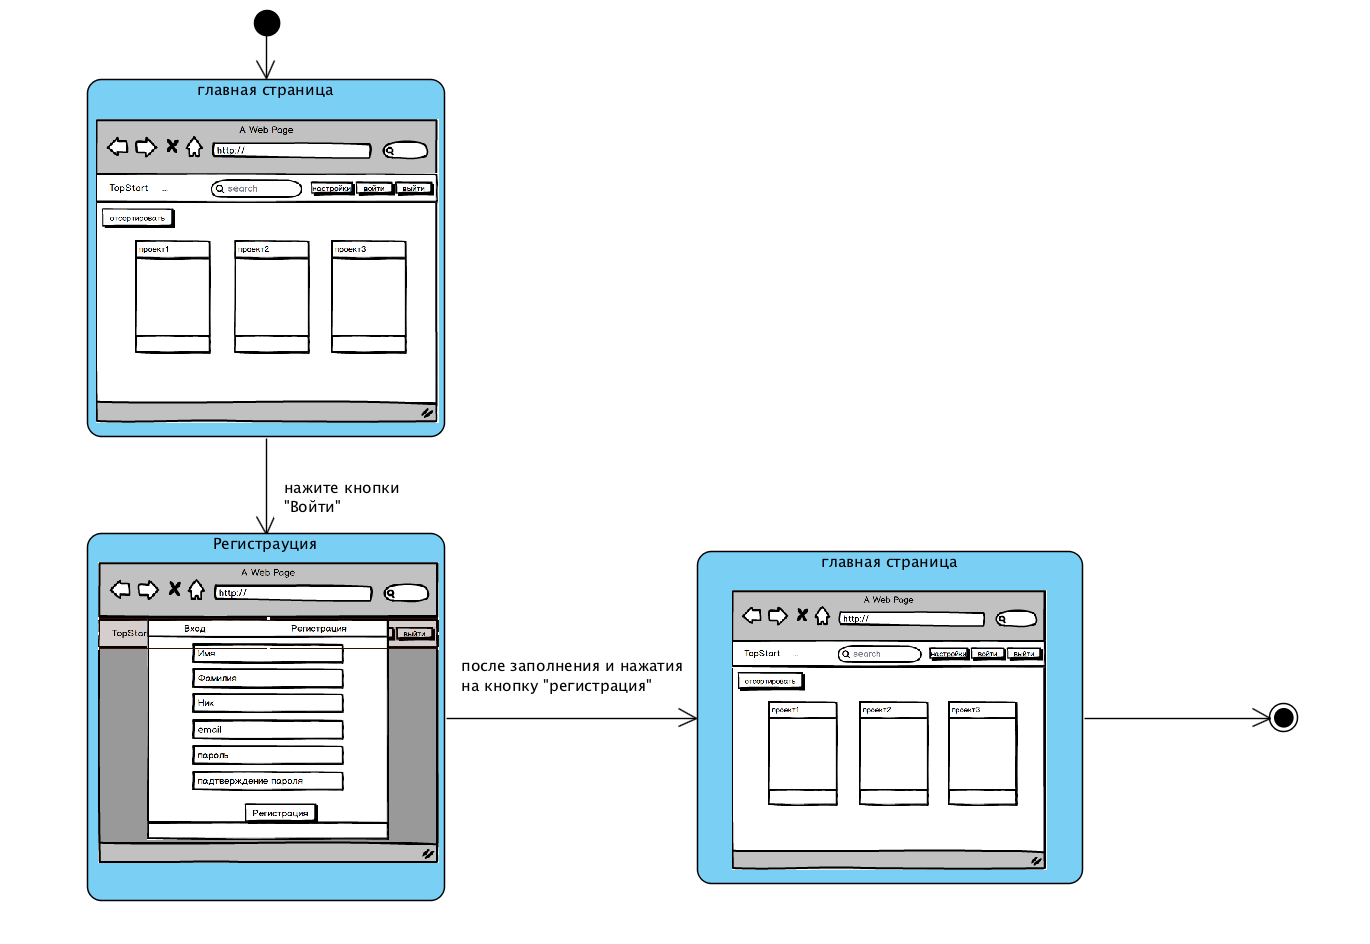 главная страница
A Web Page
http://
TopStart ...
search
настройки
войти
выйти
отсортировать
проект1
проект2
проект3
нажите кнопки
"Войти"
Регистрауция
A Web Page
http://
TopStar
Вход
Регистрация
выйти
Имя
Фамилия
Ник
email
пароль
падтверждение пароля
Регистрация
после заполнения и нажатия
на кнопку "регистрация"
главная страница
A Web Page
http://
TopStart ...
search
настройки
войти
выйти
отсортировать
проект1
проект2
проект3